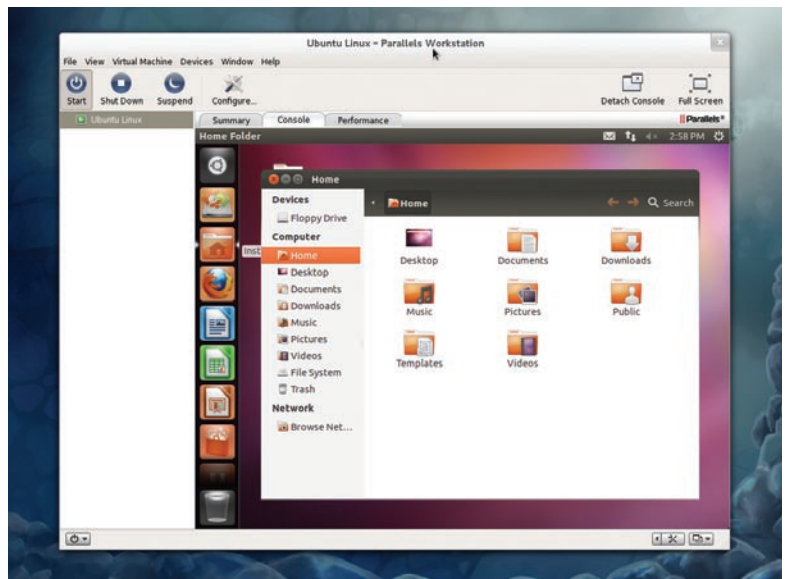 Ubuntu Linux – Parallels Workstation
File View Virtual Machine Devices Window Help
Start Shut Down Suspend Configure... Detach Console Full Screen
Ubuntu Linux Summary Console Performance Parallels®
Home Folder 2:58 PM
Home
Devices
Home Search
Floppy Drive
Computer
Home
Desktop
Documents
Downloads
Music
Pictures
Videos
File System
Trash
Network
Browse Net...
Inst
Desktop Documents Downloads
Music Pictures Public
Templates Videos